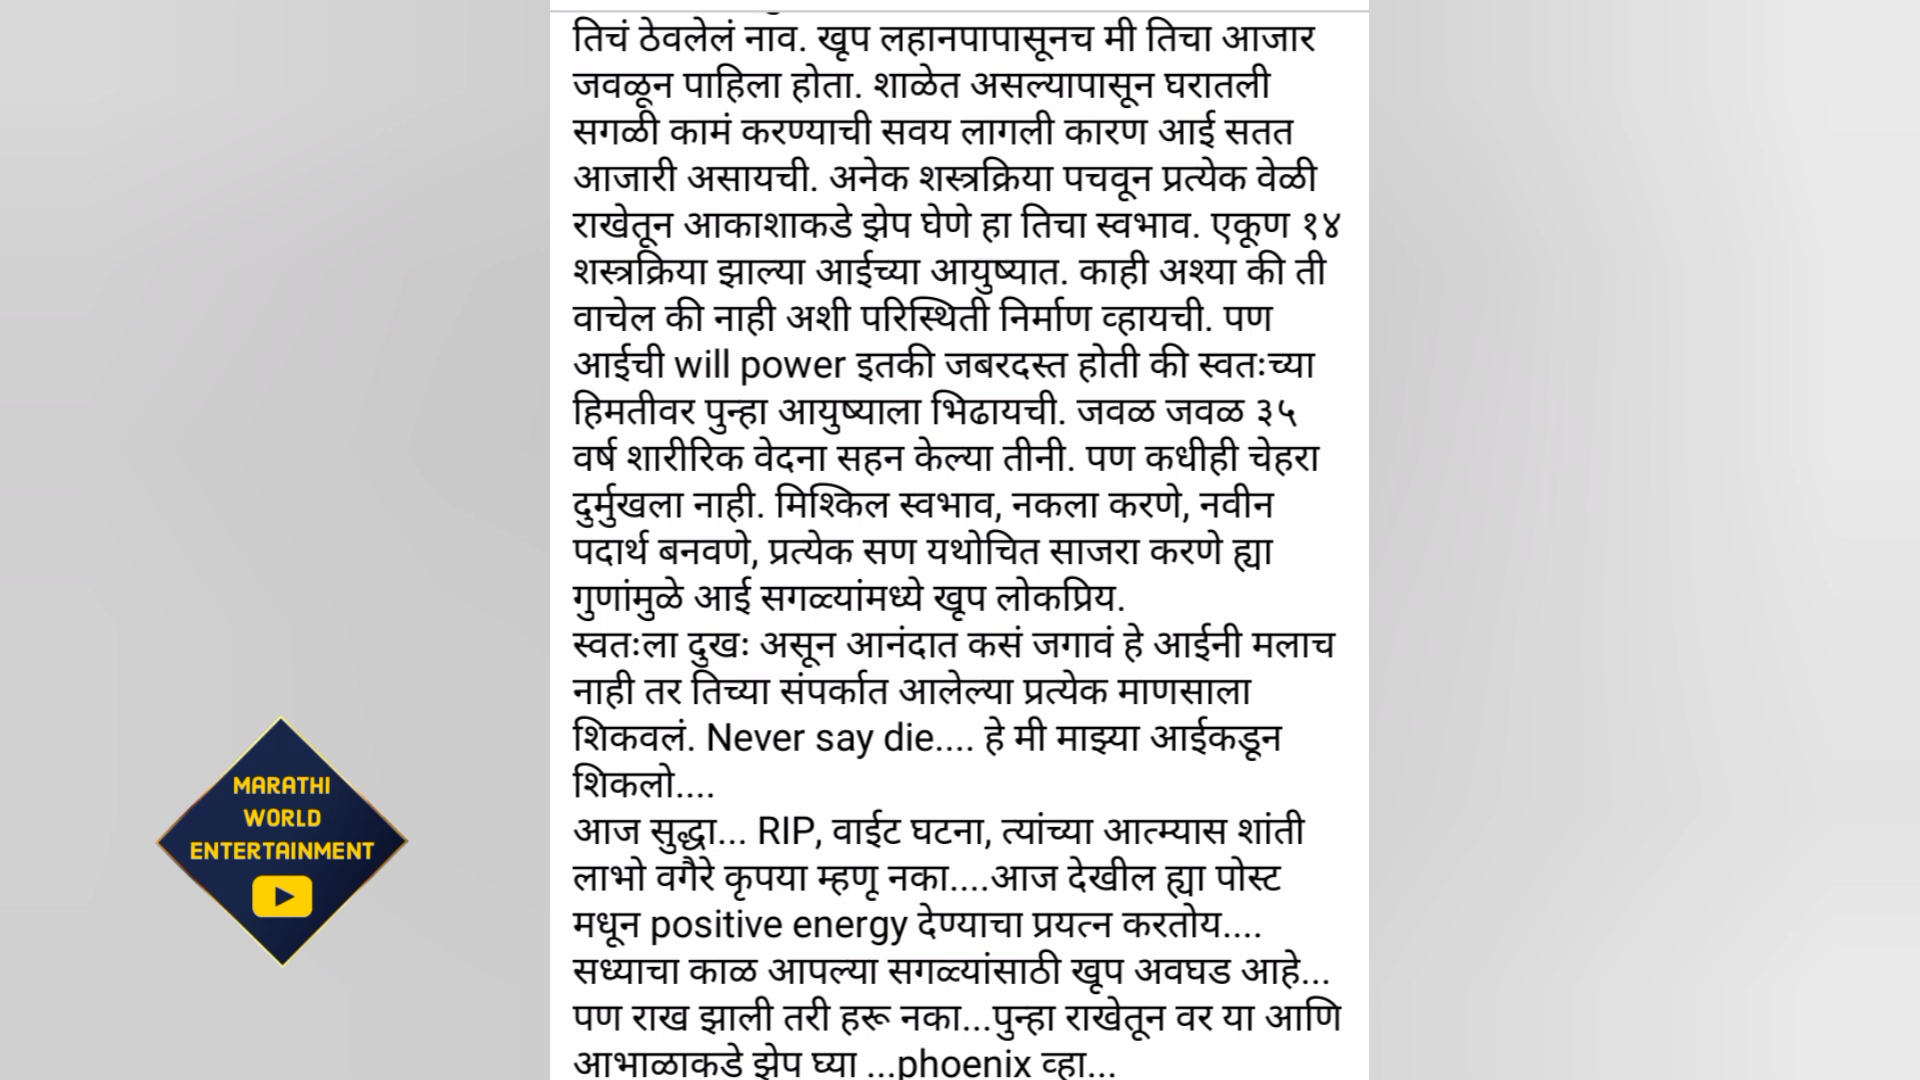 तिचं ठेवलेलं नाव. खूप लहानपापासूनच मी तिचा आजार
जवळून पाहिला होता. शाळेत असल्यापासून घरातली
सगळी कामं करण्याची सवय लागली कारण आई सतत
आजारी असायची. अनेक शस्त्रक्रिया पचवून प्रत्येक वेळी
राखेतून आकाशाकडे झेप घेणे हा तिचा स्वभाव. एकूण १४
शस्त्रक्रिया झाल्या आईच्या आयुष्यात. काही अश्या की ती
वाचेल की नाही अशी परिस्थिती निर्माण व्हायची. पण
आईची will power इतकी जबरदस्त होती की स्वतःच्या
हिमतीवर पुन्हा आयुष्याला भिढायची. जवळ जवळ ३५
वर्ष शारीरिक वेदना सहन केल्या तीनी. पण कधीही चेहरा
दुर्मुखला नाही. मिश्किल स्वभाव, नकला करणे, नवीन
पदार्थ बनवणे, प्रत्येक सण यथोचित साजरा करणे ह्या
गुणांमुळे आई सगळ्यांमध्ये खूप लोकप्रिय.
स्वतःला दुखः असून आनंदात कसं जगावं हे आईनी मलाच
नाही तर तिच्या संपर्कात आलेल्या प्रत्येक माणसाला
शिकवलं. Never say die.... हे मी माझ्या आईकडून
शिकलो....
आज सुद्धा... RIP, वाईट घटना, त्यांच्या आत्म्यास शांती
लाभो वगैरे कृपया म्हणू नका....आज देखील ह्या पोस्ट
मधून positive energy देण्याचा प्रयत्न करतोय....
सध्याचा काळ आपल्या सगळ्यांसाठी खूप अवघड आहे...
पण राख झाली तरी हरू नका...पुन्हा राखेतून वर या आणि
आभाळाकडे झेप घ्या ...phoenix व्हा...
MARATHI
WORLD
ENTERTAINMENT